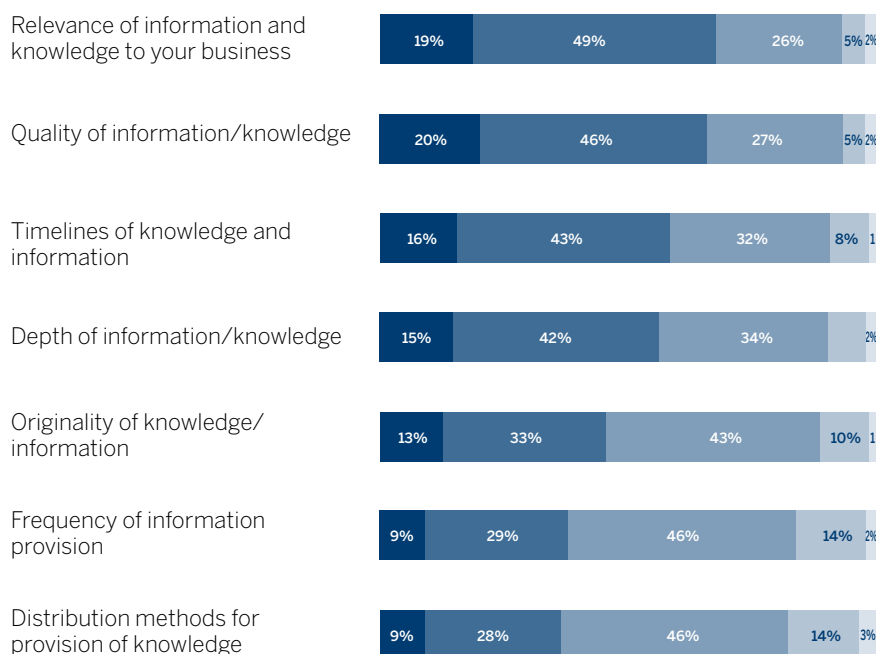 Relevance of information and
knowledge to your business
19% 49% 26% 5% 2%
Quality of information/knowledge
20% 46% 27% 5% 2%
Timelines of knowledge and
information
16% 43% 32% 8% 1
Depth of information/knowledge
15% 42% 34% 2%
Originality of knowledge/
information
13% 33% 43% 10% 1
Frequency of information
provision
9% 29% 46% 14% 2%
Distribution methods for
provision of knowledge
9% 28% 46% 14% 3%